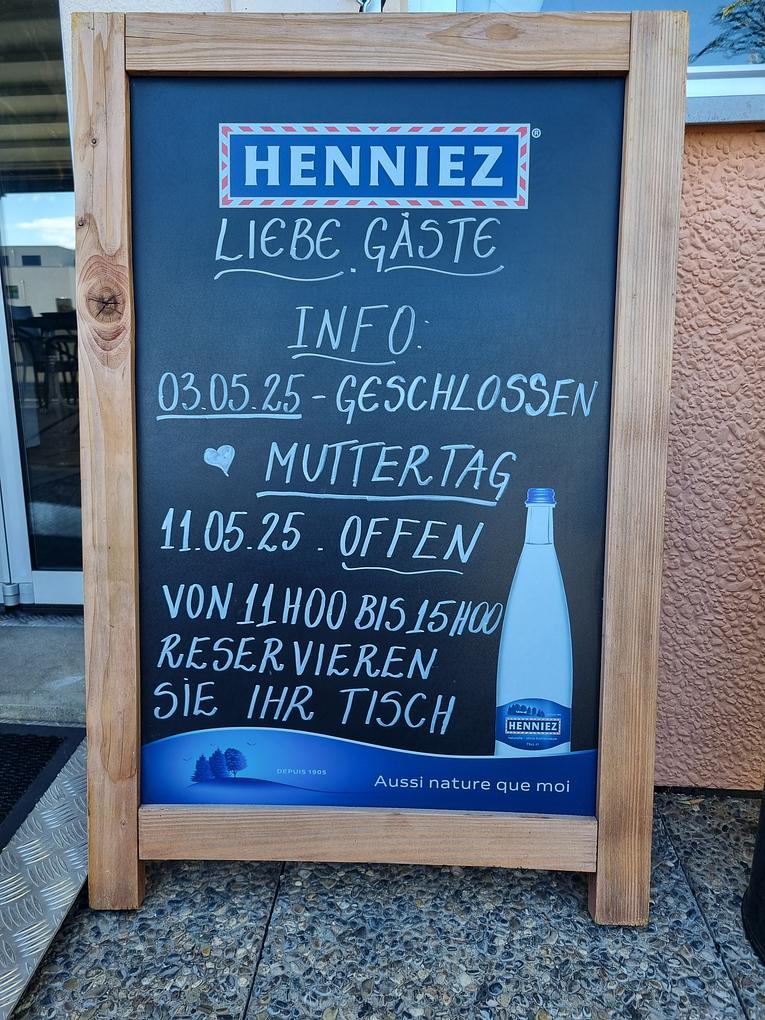 HENNIEZ®
LIEBE GÄSTE
INFO:
03.05.25 - GESCHLOSSEN
MUTTERTAG
11.05.25. OFFEN
VON 11H00 BIS 15H00
RESERVIEREN
SIE IHR TISCH
HENNIEZ
DEPUIS 1905
Aussi nature que moi